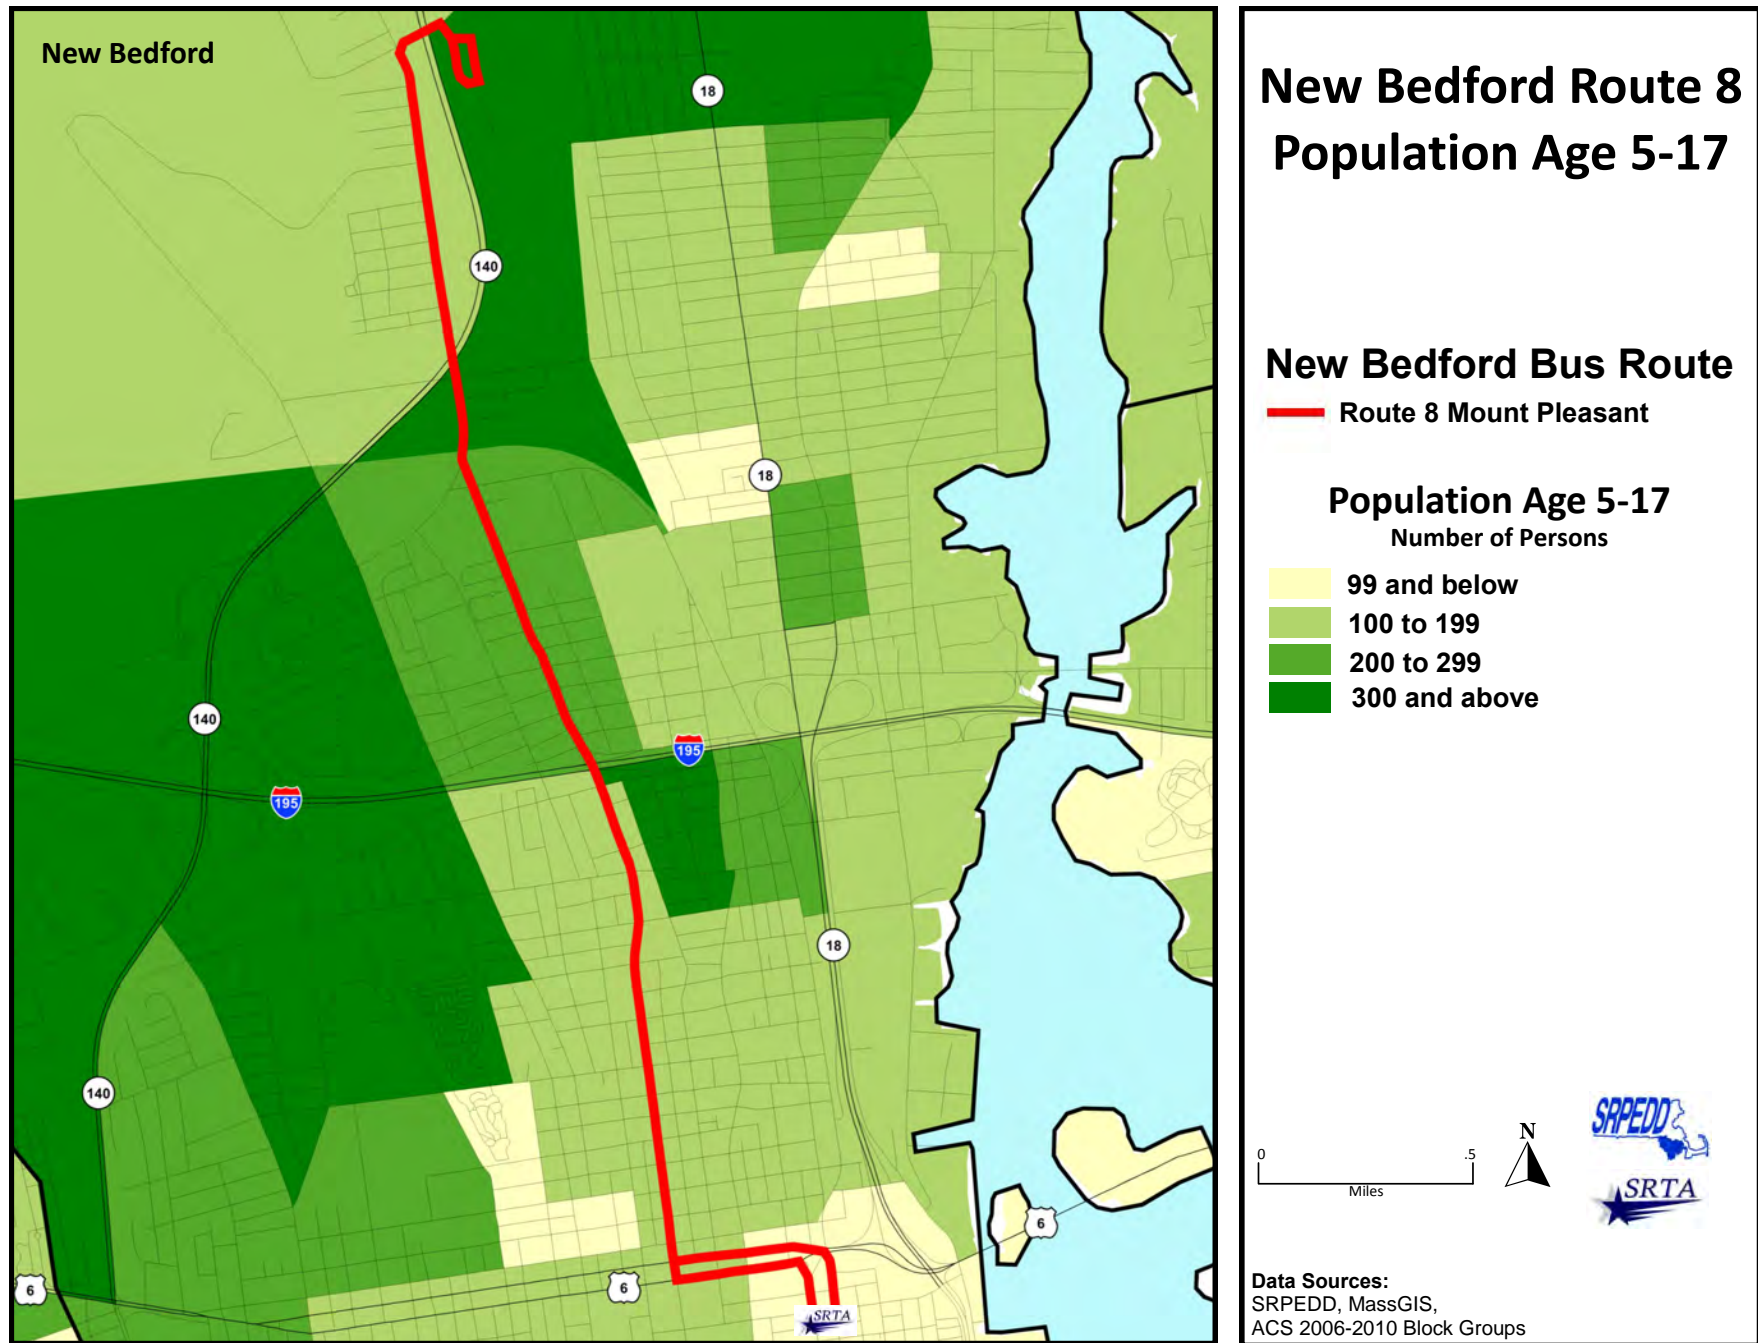 New Bedford
18
140
18
195
140
195
18
140
6
6
6
SRTA
New Bedford Route 8
Population Age 5-17
New Bedford Bus Route
Route 8 Mount Pleasant
Population Age 5-17
Number of Persons
99 and below
100 to 199
200 to 299
300 and above
0 .5
Miles
N
SRPEDD
SRTA
Data Sources:
SRPEDD, MassGIS,
ACS 2006-2010 Block Groups